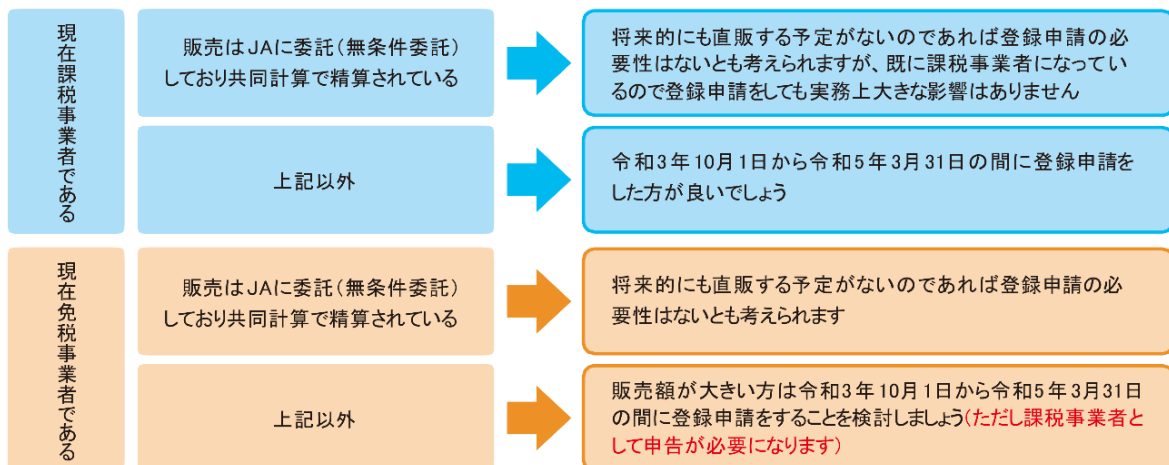 現在課税事業者である
販売はJAに委託(無条件委託)
しており共同計算で精算されている
将来的にも直販する予定がないのであれば登録申請の必
要性はないとも考えられますが、既に課税事業者になってい
るので登録申請をしても実務上大きな影響はありません
上記以外
令和3年10月1日から令和5年3月31日の間に登録申請を
した方が良いでしょう
現在免税事業者である
販売はJAに委託(無条件委託)
しており共同計算で精算されている
将来的にも直販する予定がないのであれば登録申請の必
要性はないとも考えられます
上記以外
販売額が大きい方は令和3年10月1日から令和5年3月31日
の間に登録申請をすることを検討しましょう(ただし課税事業者と
して申告が必要になります)